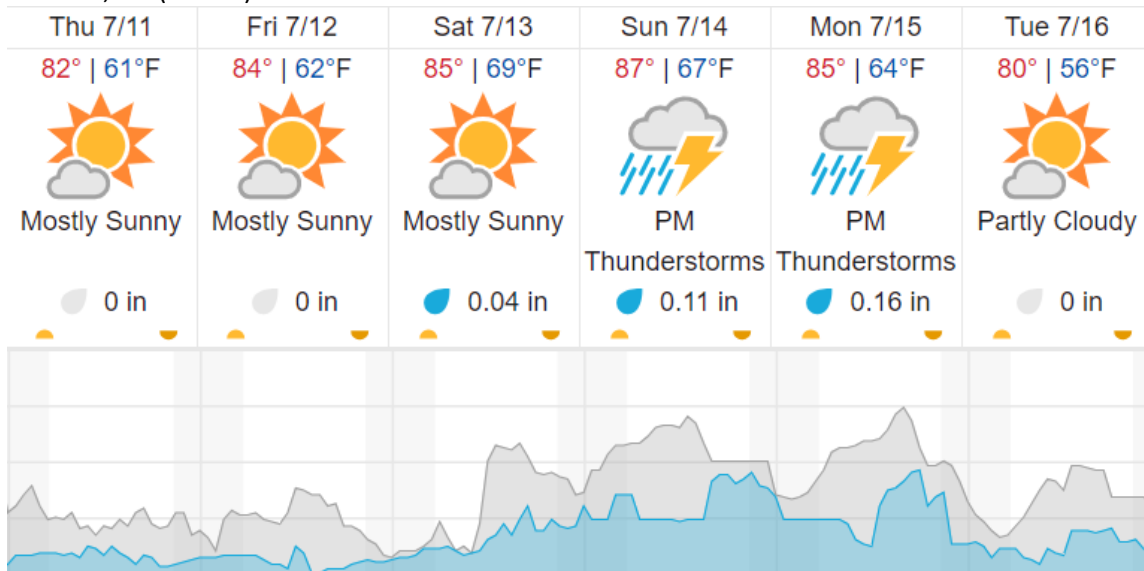 Thu 7/11 Fri 7/12 Sat 7/13 Sun 7/14 Mon 7/15 Tue 7/16
82° | 61°F 84° | 62°F 85° | 69°F 87° | 67°F 85° | 64°F 80° | 56°F
Mostly Sunny Mostly Sunny Mostly Sunny PM PM Partly Cloudy
Thunderstorms Thunderstorms
0 in 0 in 0.04 in 0.11 in 0.16 in 0 in